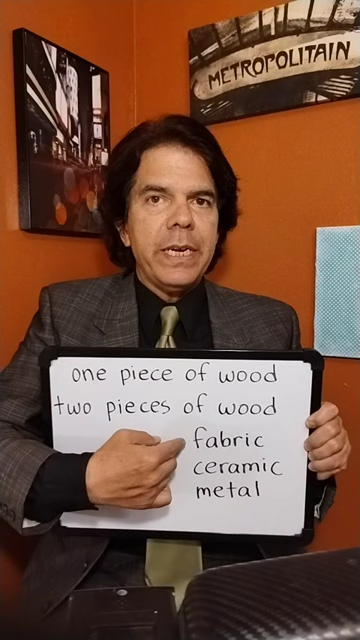 METROPOLITAIN
one piece of wood
two pieces of wood
fabric
ceramic
metal